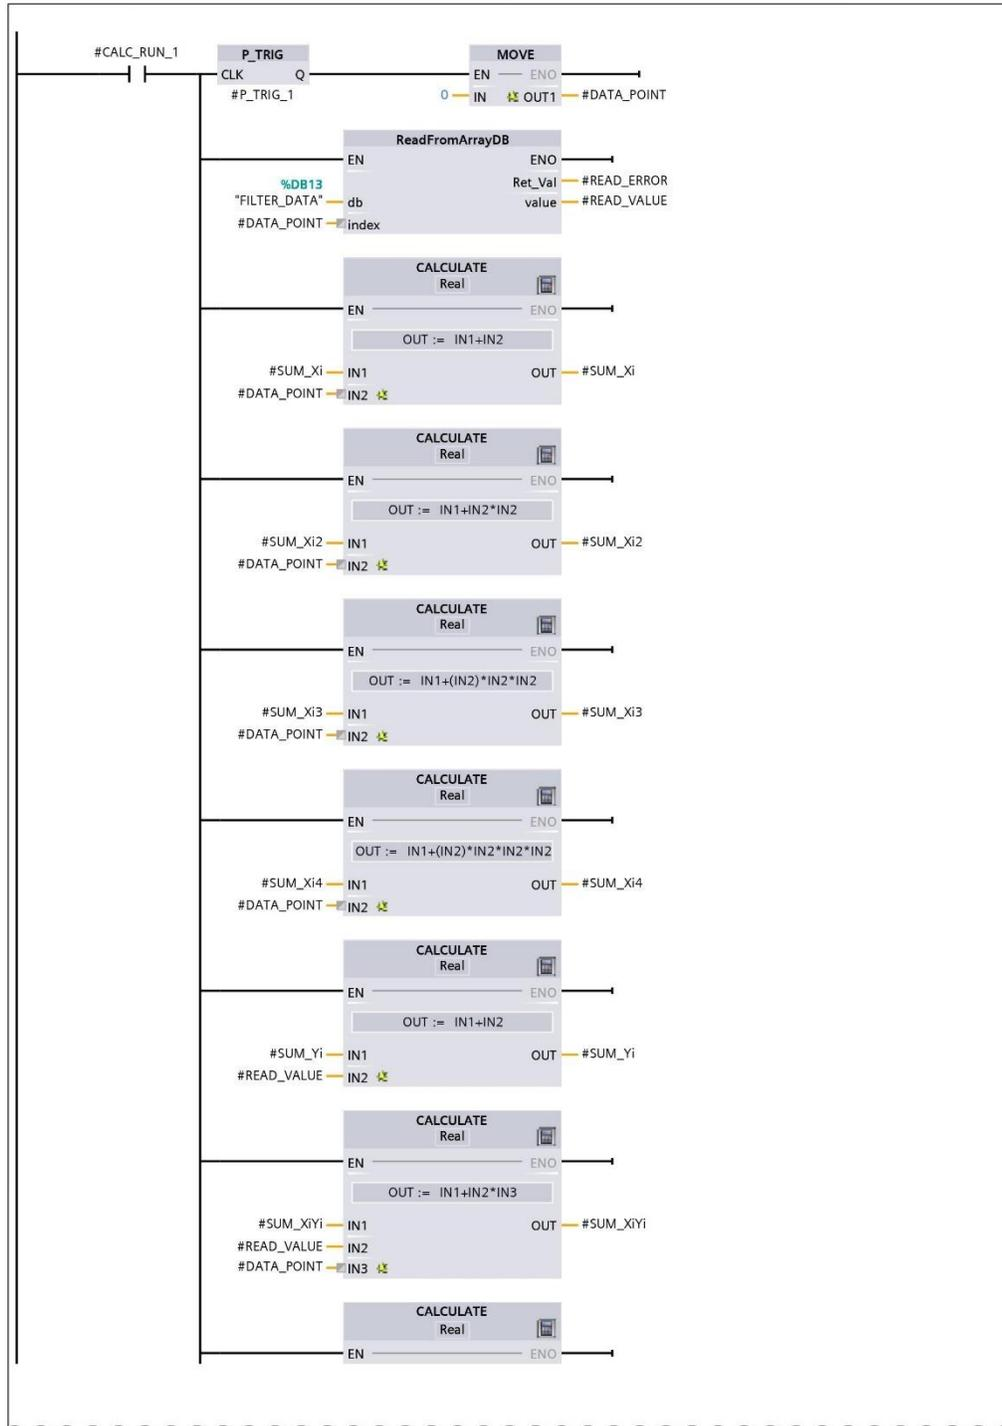 #CALC_RUN_1
P_TRIG
MOVE
CLK Q
EN ENO
#P_TRIG_1
0 IN OUT1 #DATA_POINT
ReadFromArrayDB
EN ENO
%DB13
Ret_Val #READ_ERROR
"FILTER_DATA" db
value #READ_VALUE
#DATA_POINT index
CALCULATE
Real
EN ENO
OUT := IN1+IN2
#SUM_Xi IN1 OUT #SUM_Xi
#DATA_POINT IN2
CALCULATE
Real
EN ENO
OUT := IN1+IN2*IN2
#SUM_Xi2 IN1 OUT #SUM_Xi2
#DATA_POINT IN2
CALCULATE
Real
EN ENO
OUT := IN1+(IN2)*IN2*IN2
#SUM_Xi3 IN1 OUT #SUM_Xi3
#DATA_POINT IN2
CALCULATE
Real
EN ENO
OUT := IN1+(IN2)*IN2*IN2*IN2
#SUM_Xi4 IN1 OUT #SUM_Xi4
#DATA_POINT IN2
CALCULATE
Real
EN ENO
OUT := IN1+IN2
#SUM_Yi IN1 OUT #SUM_Yi
#READ_VALUE IN2
CALCULATE
Real
EN ENO
OUT := IN1+IN2*IN3
#SUM_XiYi IN1 OUT #SUM_XiYi
#READ_VALUE IN2
#DATA_POINT IN3
CALCULATE
Real
EN ENO